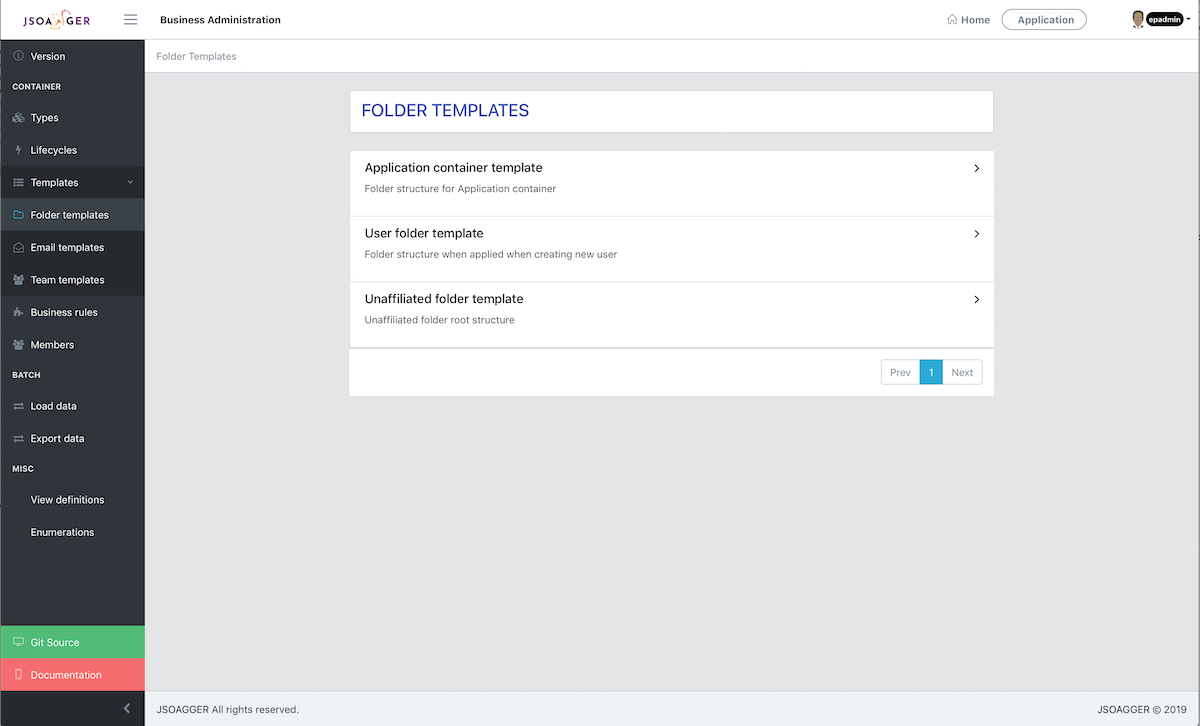 JSOAGGER
Business Administration
Home
Application
epadmin
Version
CONTAINER
Types
Lifecycles
Templates
Folder templates
Email templates
Team templates
Business rules
Members
BATCH
Load data
Export data
MISC
View definitions
Enumerations
Git Source
Documentation
Folder Templates
FOLDER TEMPLATES
Application container template
Folder structure for Application container
User folder template
Folder structure when applied when creating new user
Unaffiliated folder template
Unaffiliated folder root structure
Prev 1 Next
JSOAGGER All rights reserved.
JSOAGGER © 2019